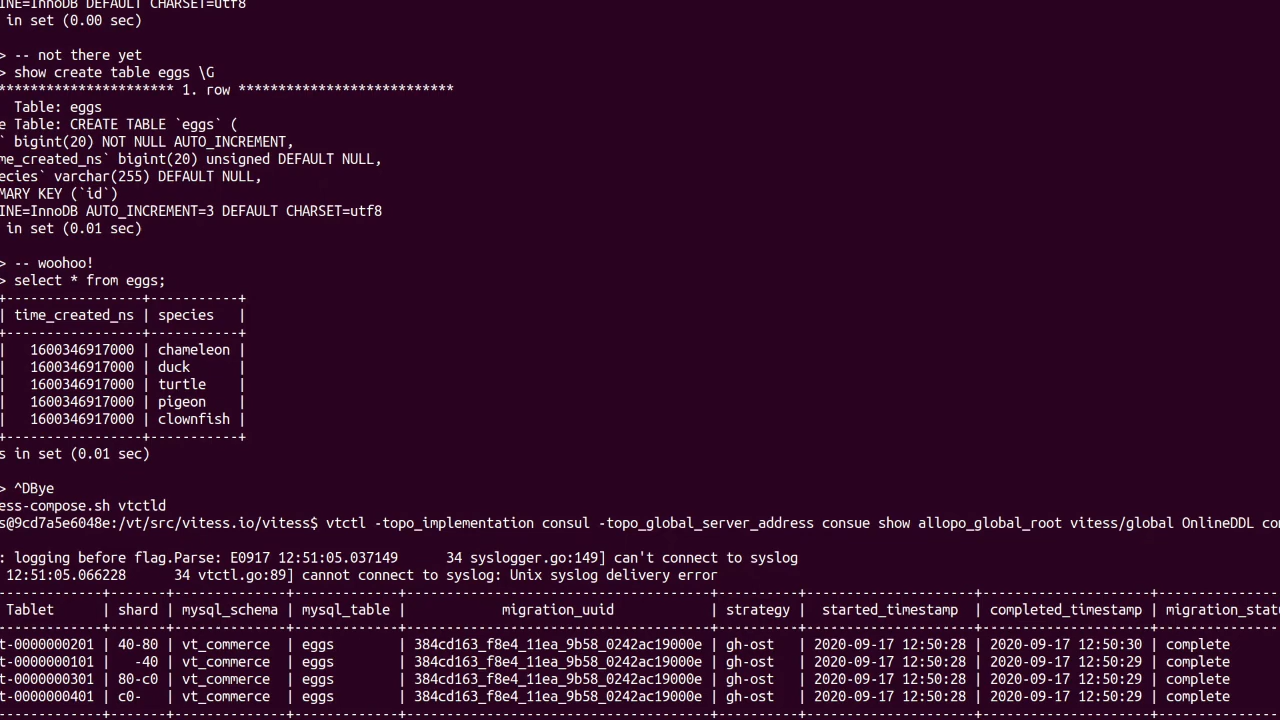 INE=InnoDB DEFAULT CHARSET=utf8
 in set (0.00 sec)
> -- not there yet
> show create table eggs \G
********************** 1. row ***************************
  Table: eggs
e Table: CREATE TABLE `eggs` (
` bigint(20) NOT NULL AUTO_INCREMENT,
me_created_ns` bigint(20) unsigned DEFAULT NULL,
ecies` varchar(255) DEFAULT NULL,
MARY KEY (`id`)
INE=InnoDB AUTO_INCREMENT=3 DEFAULT CHARSET=utf8
 in set (0.01 sec)
> -- woohoo!
> select * from eggs;
+-----------------+-----------+
| time_created_ns | species   |
+-----------------+-----------+
|   1600346917000 | chameleon |
|   1600346917000 | duck      |
|   1600346917000 | turtle    |
|   1600346917000 | pigeon    |
|   1600346917000 | clownfish |
+-----------------+-----------+
s in set (0.01 sec)
> ^DBye
ess-compose.sh vtctld
s@9cd7a5e6048e:/vt/src/vitess.io/vitess$ vtctl -topo_implementation consul -topo_global_server_address consue show allopo_global_root vitess/global OnlineDDL co
: logging before flag.Parse: E0917 12:51:05.037149      34 syslogger.go:149] can't connect to syslog
 12:51:05.066228      34 vtctl.go:89] cannot connect to syslog: Unix syslog delivery error
-------------+-------+--------------+-------------+--------------------------------------+----------+---------------------+---------------------+---------------
 Tablet      | shard | mysql_schema | mysql_table |            migration_uuid            | strategy |  started_timestamp  | completed_timestamp | migration_statu
-------------+-------+--------------+-------------+--------------------------------------+----------+---------------------+---------------------+---------------
t-0000000201 | 40-80 | vt_commerce  | eggs        | 384cd163_f8e4_11ea_9b58_0242ac19000e | gh-ost   | 2020-09-17 12:50:28 | 2020-09-17 12:50:30 | complete
t-0000000101 |   -40 | vt_commerce  | eggs        | 384cd163_f8e4_11ea_9b58_0242ac19000e | gh-ost   | 2020-09-17 12:50:28 | 2020-09-17 12:50:29 | complete
t-0000000301 | 80-c0 | vt_commerce  | eggs        | 384cd163_f8e4_11ea_9b58_0242ac19000e | gh-ost   | 2020-09-17 12:50:28 | 2020-09-17 12:50:29 | complete
t-0000000401 | c0-   | vt_commerce  | eggs        | 384cd163_f8e4_11ea_9b58_0242ac19000e | gh-ost   | 2020-09-17 12:50:28 | 2020-09-17 12:50:29 | complete
-------------+-------+--------------+-------------+--------------------------------------+----------+---------------------+---------------------+---------------